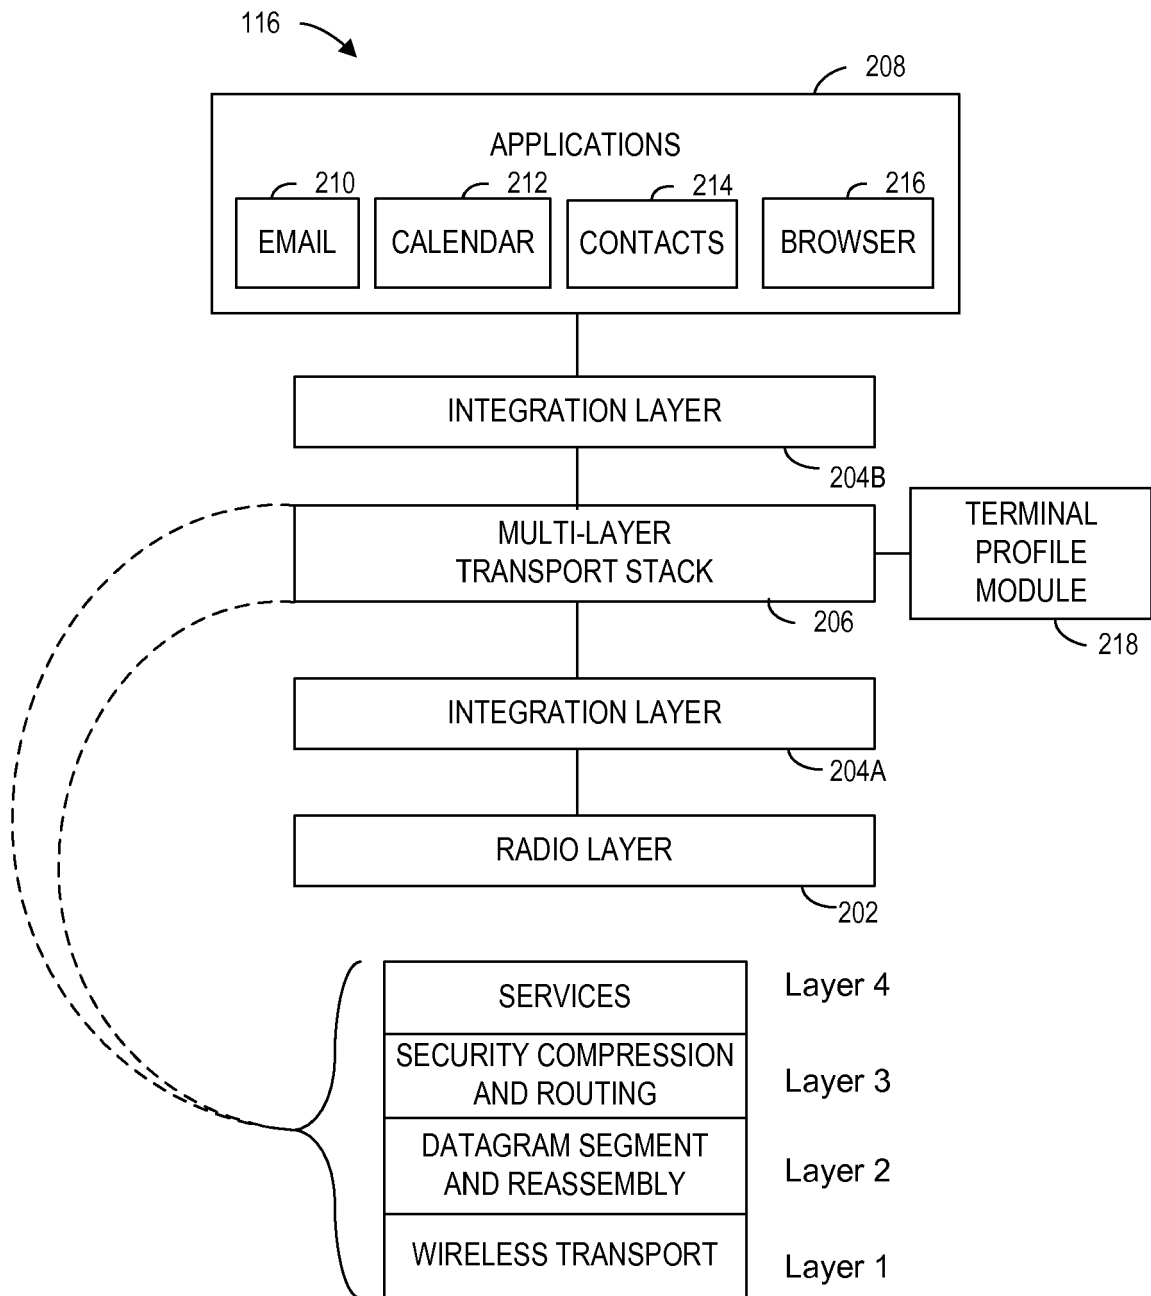 116
208
APPLICATIONS
210
212
214
216
EMAIL
CALENDAR
CONTACTS
BROWSER
INTEGRATION LAYER
204B
MULTI-LAYER
TRANSPORT STACK
206
TERMINAL
PROFILE
MODULE
218
INTEGRATION LAYER
204A
RADIO LAYER
202
SERVICES
Layer 4
SECURITY COMPRESSION
AND ROUTING
Layer 3
DATAGRAM SEGMENT
AND REASSEMBLY
Layer 2
WIRELESS TRANSPORT
Layer 1